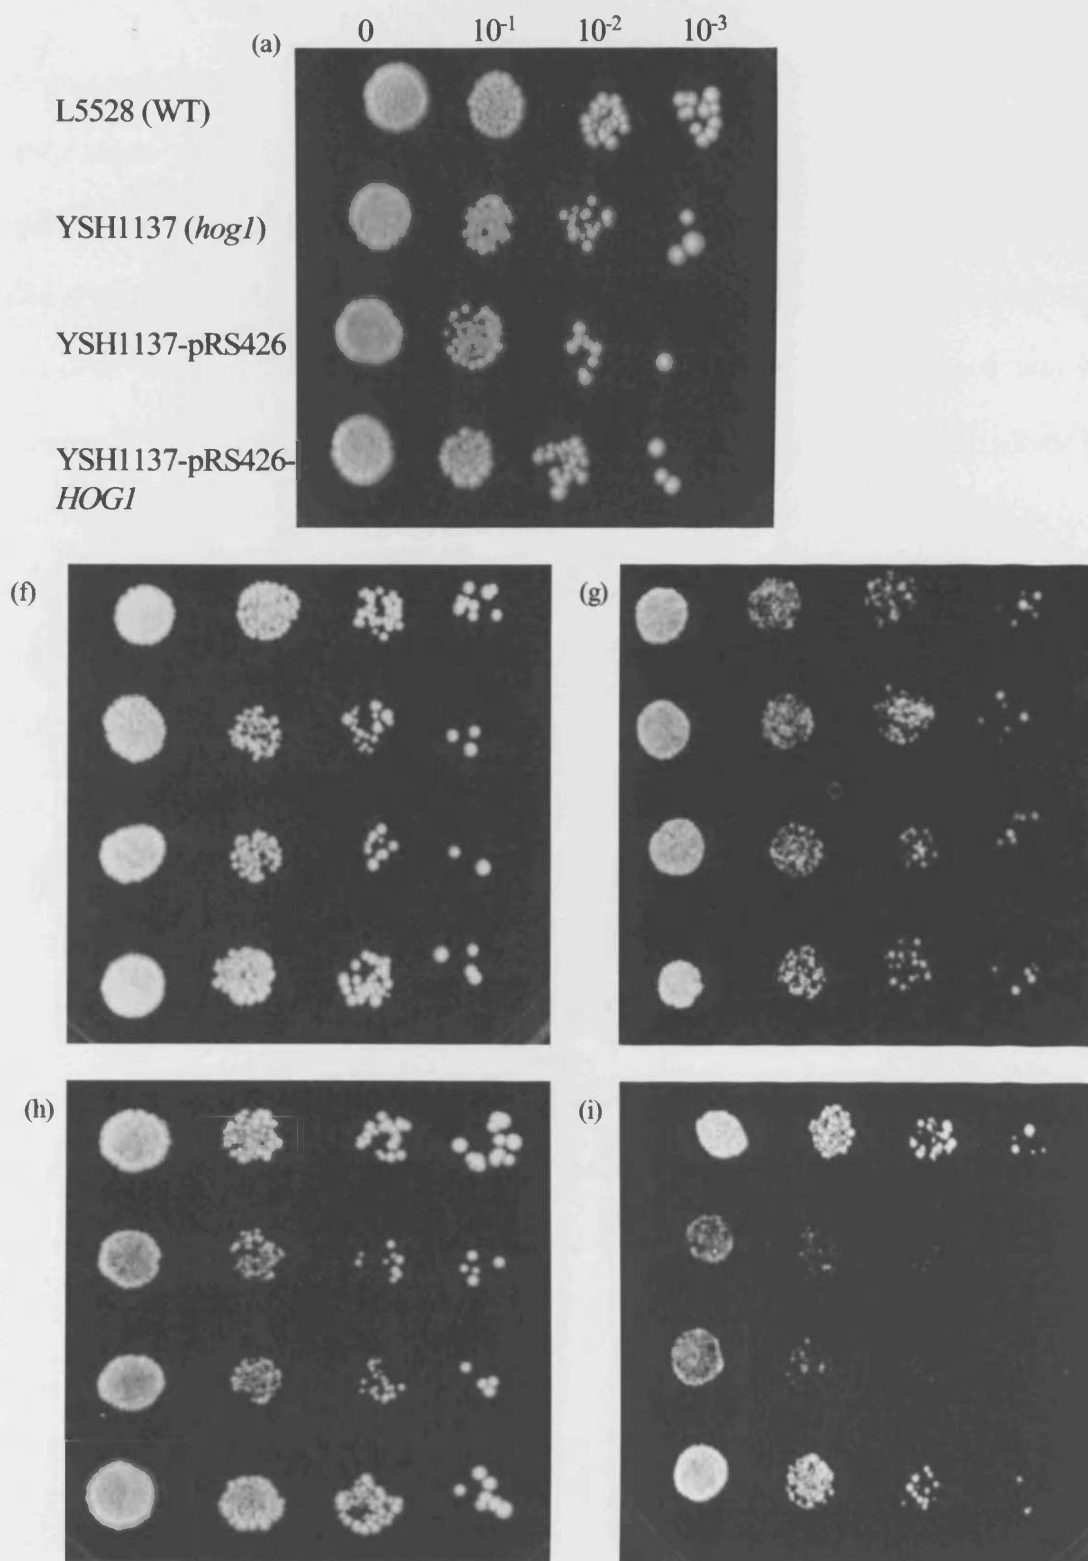 (a) 0 10⁻¹ 10⁻² 10⁻³
L5528 (WT)
YSH1137 (hog1)
YSH1137-pRS426
YSH1137-pRS426-
HOG1
(f) (g)
(h) (i)